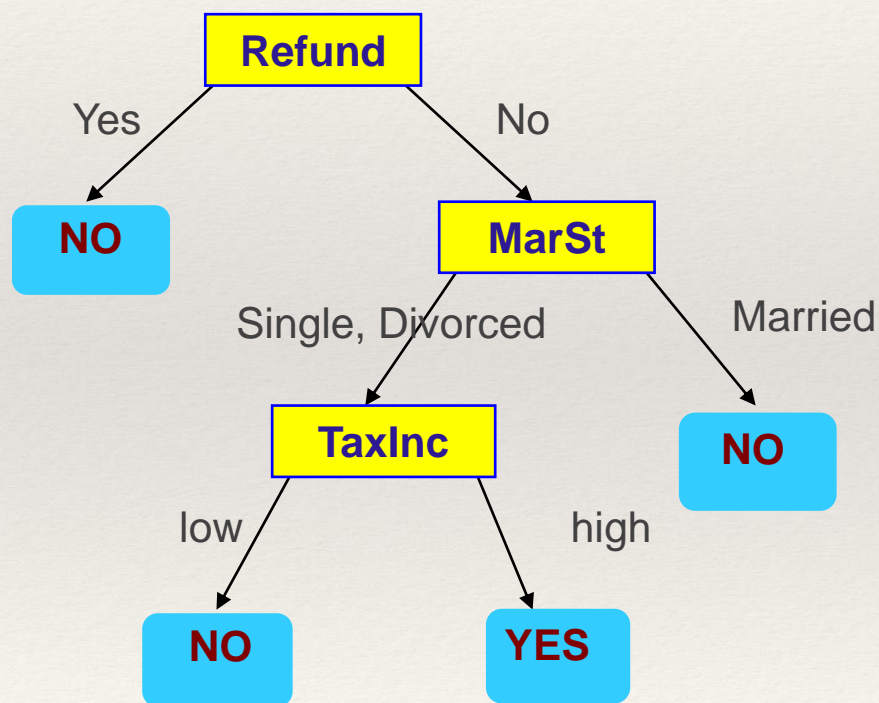 Refund
Yes
No
NO
MarSt
Single, Divorced
Married
TaxInc
NO
low
high
NO
YES